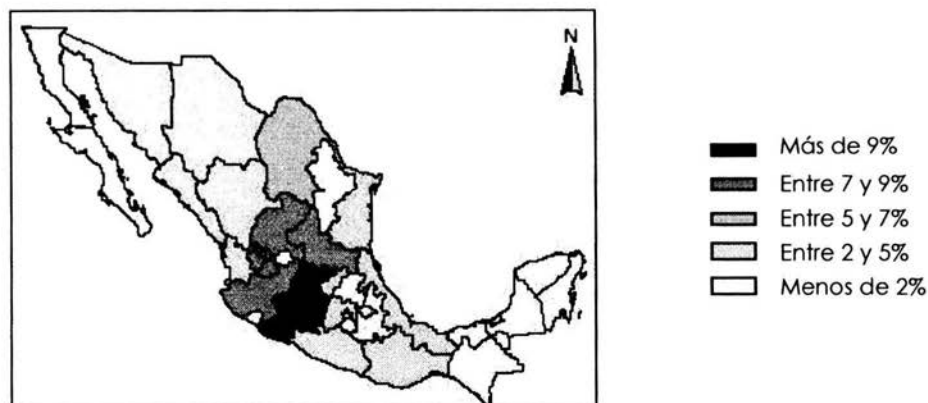 N
Más de 9%
Entre 7 y 9%
Entre 5 y 7%
Entre 2 y 5%
Menos de 2%